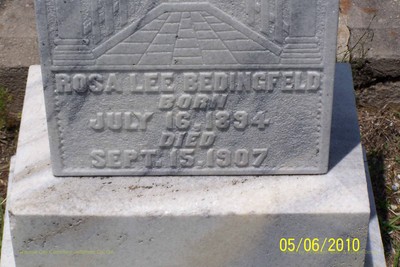 ROSA LEE BEDINGFELD
BORN
JULY 16, 1894.
DIED
SEPT. 15, 1907
05/06/2010